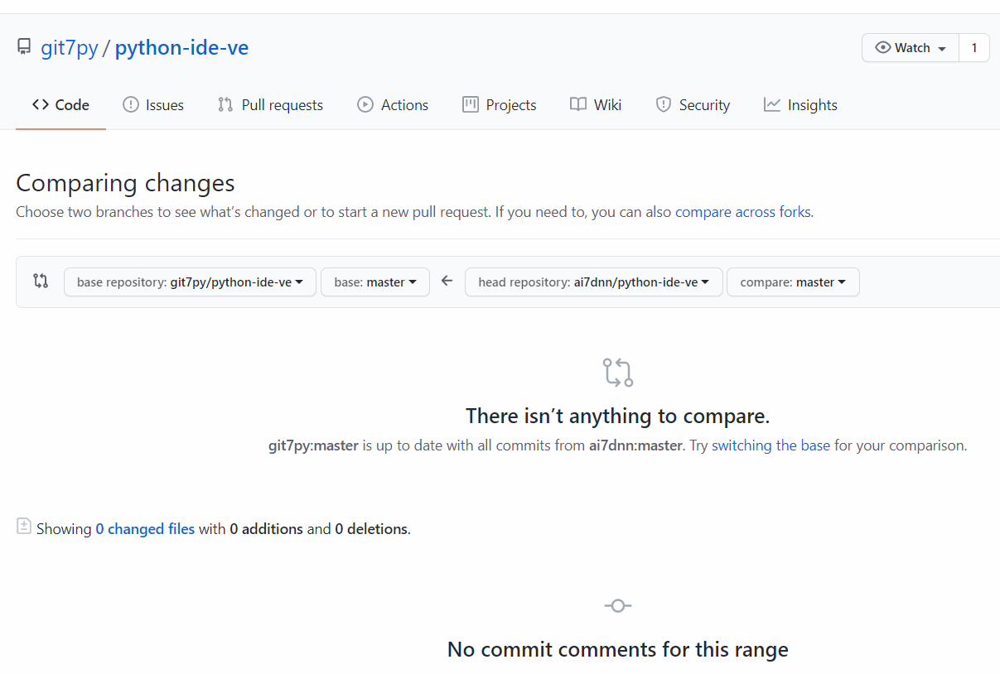 git7py / python-ide-ve
Watch 1
Code Issues Pull requests Actions Projects Wiki Security Insights
Comparing changes
Choose two branches to see what’s changed or to start a new pull request. If you need to, you can also compare across forks.
base repository: git7py/python-ide-ve base: master head repository: ai7dnn/python-ide-ve compare: master
There isn’t anything to compare.
git7py:master is up to date with all commits from ai7dnn:master. Try switching the base for your comparison.
Showing 0 changed files with 0 additions and 0 deletions.
No commit comments for this range